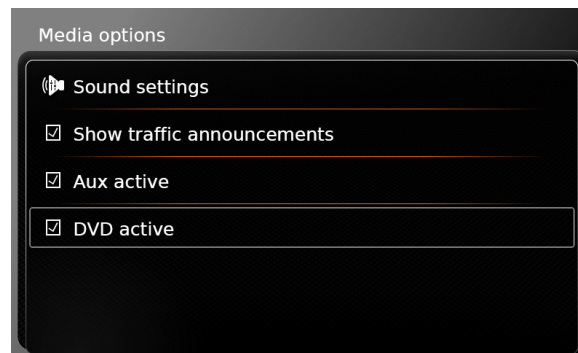 Media options
Sound settings
Show traffic announcements
Aux active
DVD active